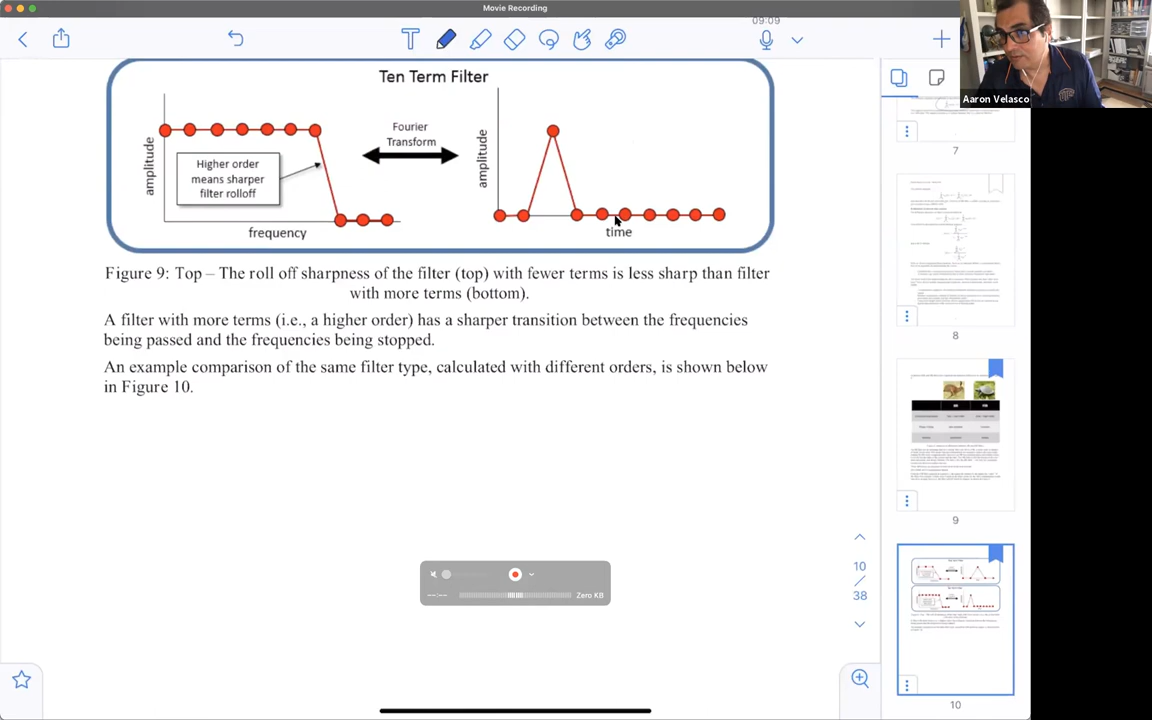 Movie Recording
09:09
Aaron Velasco
Ten Term Filter
amplitude
Higher order
means sharper
filter rolloff
frequency
Fourier
Transform
amplitude
time
Figure 9: Top – The roll off sharpness of the filter (top) with fewer terms is less sharp than filter
with more terms (bottom).
A filter with more terms (i.e., a higher order) has a sharper transition between the frequencies
being passed and the frequencies being stopped.
An example comparison of the same filter type, calculated with different orders, is shown below
in Figure 10.
--:--
Zero KB
10
38
7
8
9
10